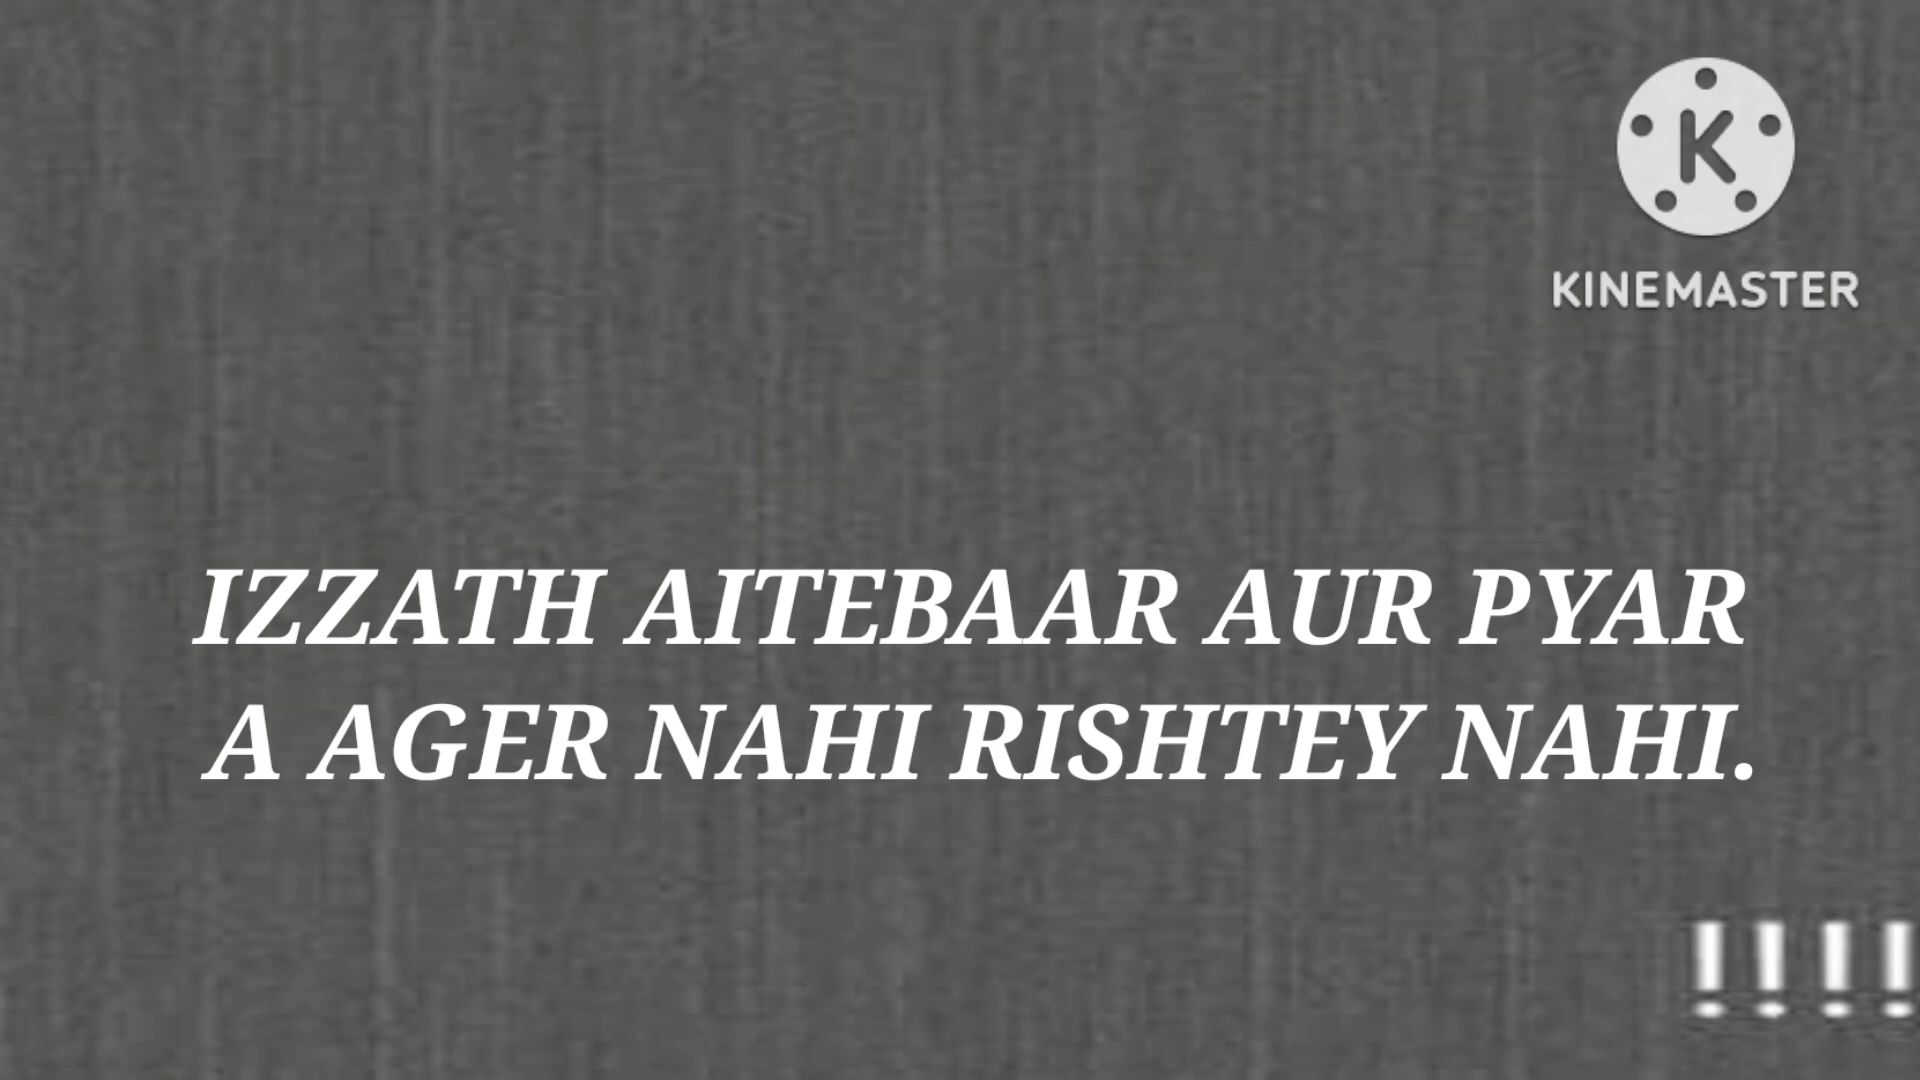 K
KINEMASTER
IZZATH AITEBAAR AUR PYAR
A AGER NAHI RISHTEY NAHI.
!!!!